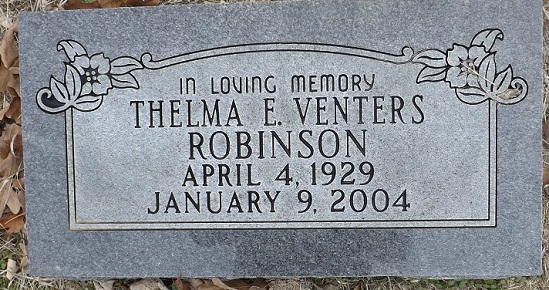 IN LOVING MEMORY
THELMA E. VENTERS
ROBINSON
APRIL 4, 1929
JANUARY 9, 2004